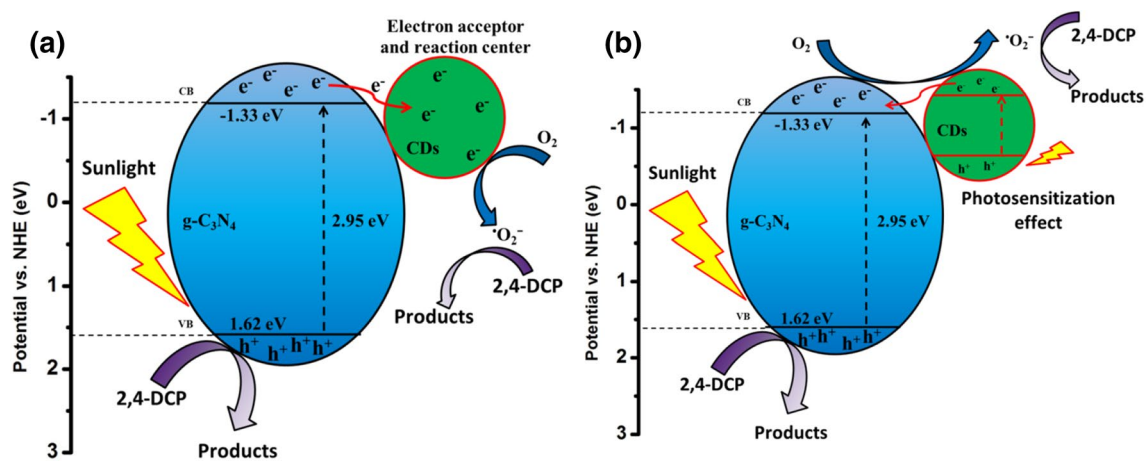 (a)
Electron acceptor
and reaction center
Potential vs. NHE (eV)
-1
0
1
2
3
CB
e⁻ e⁻ e⁻ e⁻ e⁻
e⁻
-1.33 eV
e⁻ e⁻ e⁻ e⁻
CDs
O₂
•O₂⁻
2,4-DCP
Products
Sunlight
g-C₃N₄
2.95 eV
VB
1.62 eV
h⁺ h⁺ h⁺ h⁺
2,4-DCP
Products
(b)
O₂
•O₂⁻
2,4-DCP
Products
Potential vs. NHE (eV)
-1
0
1
2
3
CB
e⁻ e⁻ e⁻ e⁻
-1.33 eV
e⁻ e⁻ e⁻
CDs
h⁺ h⁺
Photosensitization
effect
Sunlight
g-C₃N₄
2.95 eV
VB
1.62 eV
h⁺ h⁺ h⁺ h⁺
2,4-DCP
Products